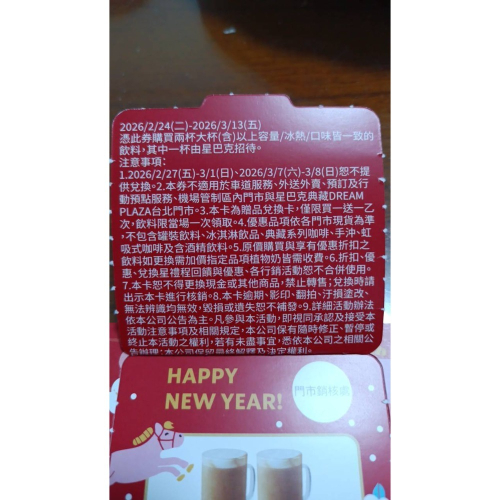 2026/2/24(二)-2026/3/13(五)
憑此券購買兩杯大杯(含)以上容量/冰熱/口味皆一致的
飲料,其中一杯由星巴克招待。
注意事項:
1.2026/2/27(五)-3/1(日)、2026/3/7(六)-3/8(日)恕不提
供兌換。2.本券不適用於車道服務、外送外賣、預訂及行
動預點服務、機場管制區內門市與星巴克典藏DREAM
PLAZA台北門市。3.本卡為贈品兌換卡,僅限買一送一乙
次,飲料限當場一次領取。4.優惠品項依各門市現貨為準
,不包含罐裝飲料、冰淇淋飲品、典藏系列咖啡、手沖、虹
吸式咖啡及含酒精飲料。5.原價購買與享有優惠折扣之
飲料如更換需加價指定品項植物奶皆需收費。6.折扣、優
惠、兌換星禮程回饋與優惠、各行銷活動恕不合併使用。
7.本卡不得更換現金或其他商品,禁止轉售;兌換時請
出示本卡進行核銷。8.本卡逾期、影印、翻拍、汙損塗改、
無法辨識均無效,毀損或遺失恕不補發。9.詳細活動辦法
依本公司公告為主。凡參與本活動,即視同承認及接受本
活動注意事項及相關規定,本公司保有隨時修正、暫停或
終止本活動之權利,若有未盡事宜,悉依本公司之相關公
告辦理;本公司保留最終解釋及決定權利。
HAPPY
NEW YEAR!
門市銷核處